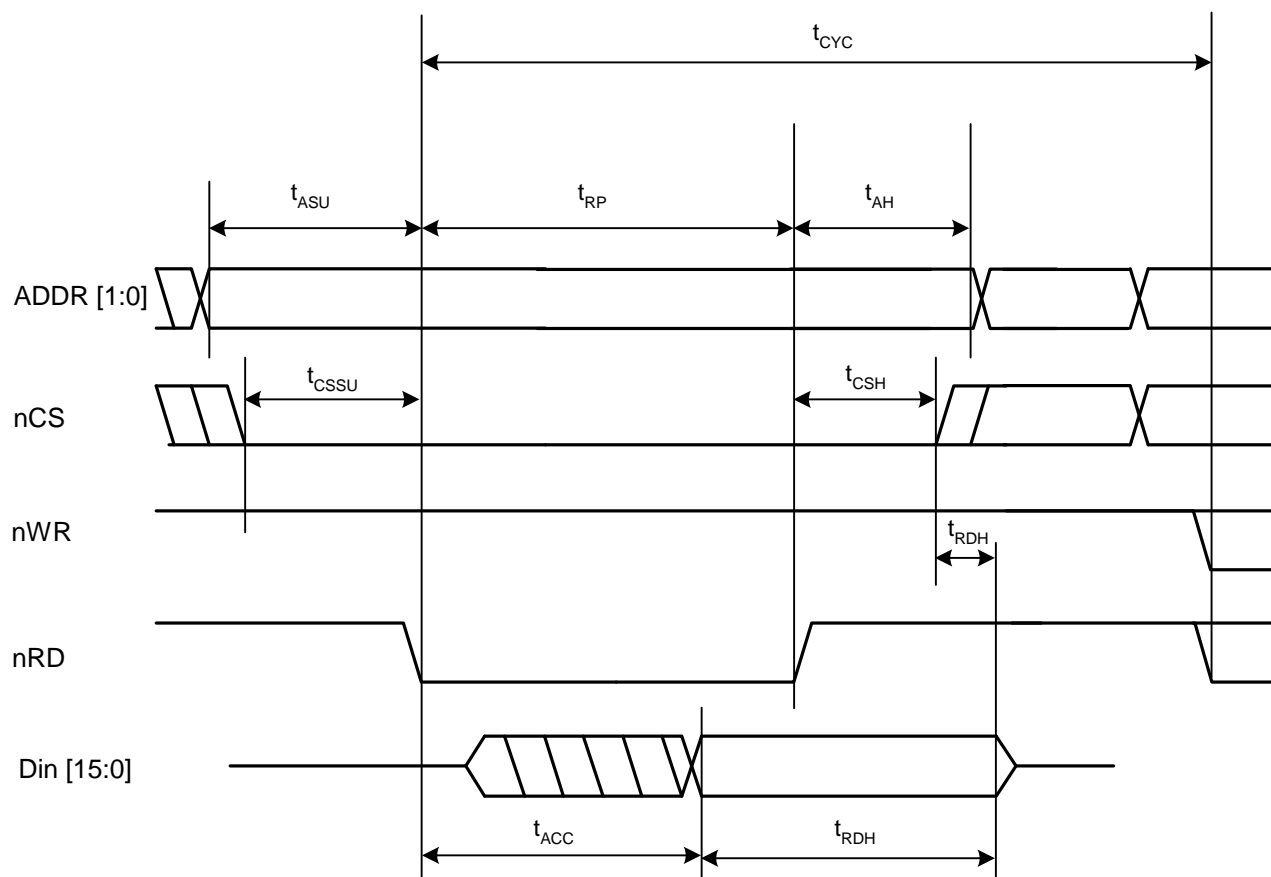 tCYC
tASU
tRP
tAH
ADDR [1:0]
tCSSU
tCSH
nCS
nWR
tRDH
nRD
Din [15:0]
tACC
tRDH